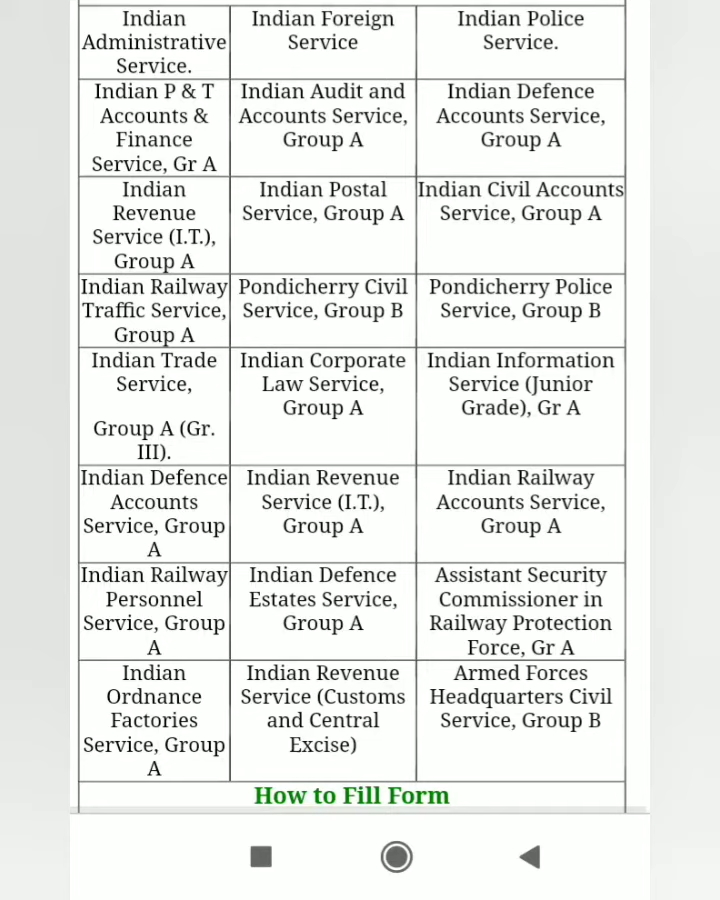 Indian
Administrative
Service.
Indian Foreign
Service
Indian Police
Service.
Indian P & T
Accounts &
Finance
Service, Gr A
Indian Audit and
Accounts Service,
Group A
Indian Defence
Accounts Service,
Group A
Indian
Revenue
Service (I.T.),
Group A
Indian Postal
Service, Group A
Indian Civil Accounts
Service, Group A
Indian Railway
Traffic Service,
Group A
Pondicherry Civil
Service, Group B
Pondicherry Police
Service, Group B
Indian Trade
Service,
Group A (Gr.
III).
Indian Corporate
Law Service,
Group A
Indian Information
Service (Junior
Grade), Gr A
Indian Defence
Accounts
Service, Group
A
Indian Revenue
Service (I.T.),
Group A
Indian Railway
Accounts Service,
Group A
Indian Railway
Personnel
Service, Group
A
Indian Defence
Estates Service,
Group A
Assistant Security
Commissioner in
Railway Protection
Force, Gr A
Indian
Ordnance
Factories
Service, Group
A
Indian Revenue
Service (Customs
and Central
Excise)
Armed Forces
Headquarters Civil
Service, Group B
How to Fill Form